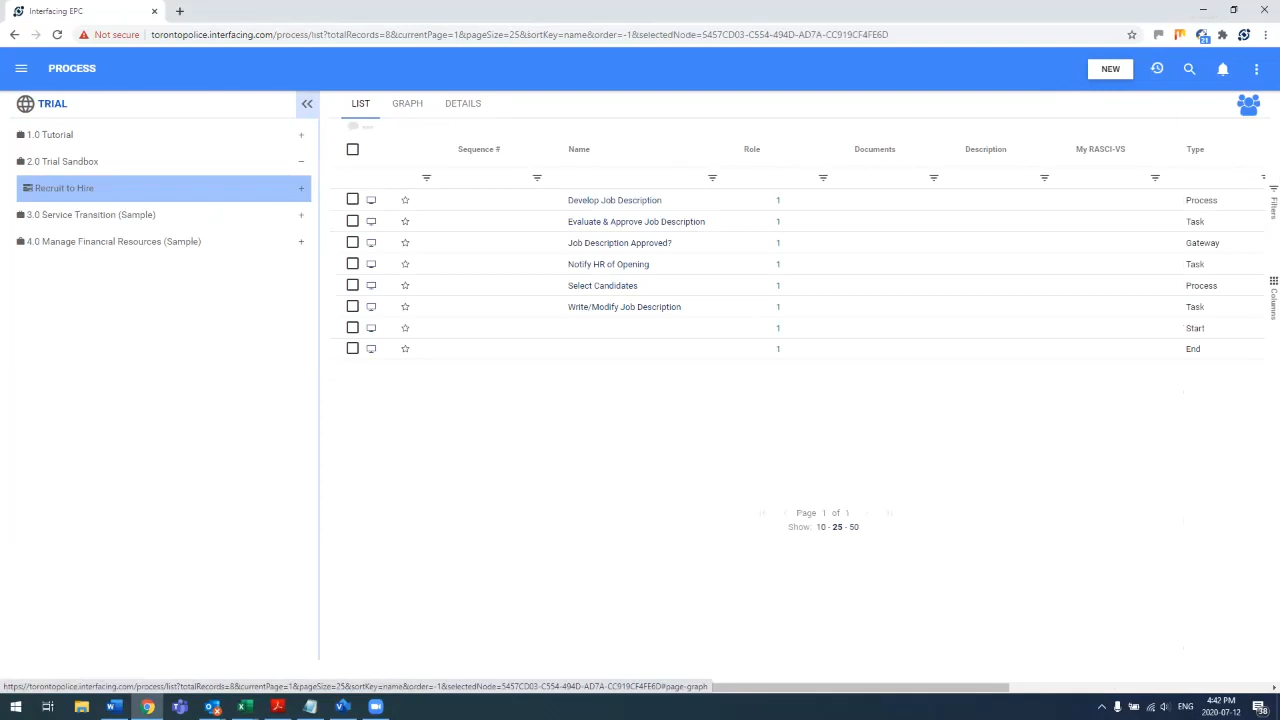 Interfacing EPC
Not secure | torontopolice.interfacing.com/process/list?totalRecords=8&currentPage=1&pageSize=25&sortKey=name&order=-1&selectedNode=5457CD03-C554-494D-AD7A-CC919CF4FE6D
21
PROCESS NEW
TRIAL
1.0 Tutorial +
2.0 Trial Sandbox −
Recruit to Hire +
3.0 Service Transition (Sample) +
4.0 Manage Financial Resources (Sample) +
LIST GRAPH DETAILS
Sequence # Name Role Documents Description My RASCI-VS Type
Develop Job Description 1 Process
Evaluate & Approve Job Description 1 Task
Job Description Approved? 1 Gateway
Notify HR of Opening 1 Task
Select Candidates 1 Process
Write/Modify Job Description 1 Task
1 Start
1 End
Filters
Columns
Page 1 of 1
Show: 10 - 25 - 50
https://torontopolice.interfacing.com/process/list?totalRecords=8&currentPage=1&pageSize=25&sortKey=name&order=-1&selectedNode=5457CD03-C554-494D-AD7A-CC919CF4FE6D#page-graph
ENG
4:42 PM
2020-07-12
38